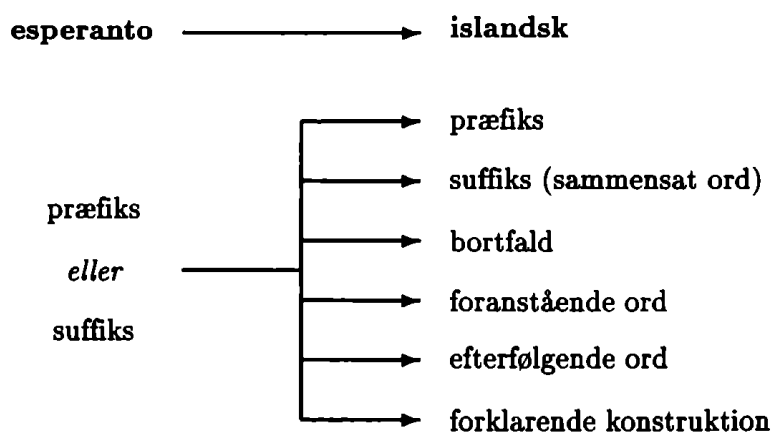 esperanto islandsk
præfiks
eller
suffiks
præfiks
suffiks (sammensat ord)
bortfald
foranstående ord
efterfølgende ord
forklarende konstruktion